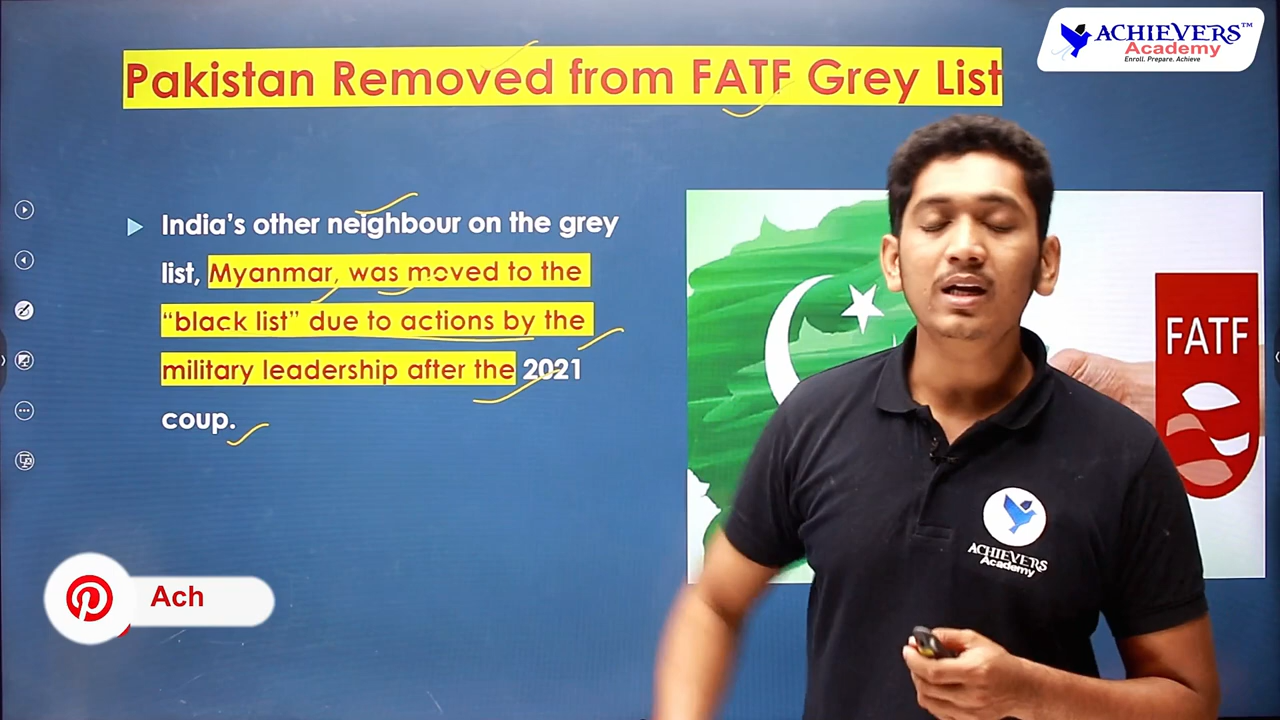 ACHIEVERS™
Academy
Enroll. Prepare. Achieve
Pakistan Removed from FATF Grey List
India's other neighbour on the grey
list, Myanmar, was moved to the
“black list” due to actions by the
military leadership after the 2021
coup.
FATF
ACHIEVERS
Academy
Ach